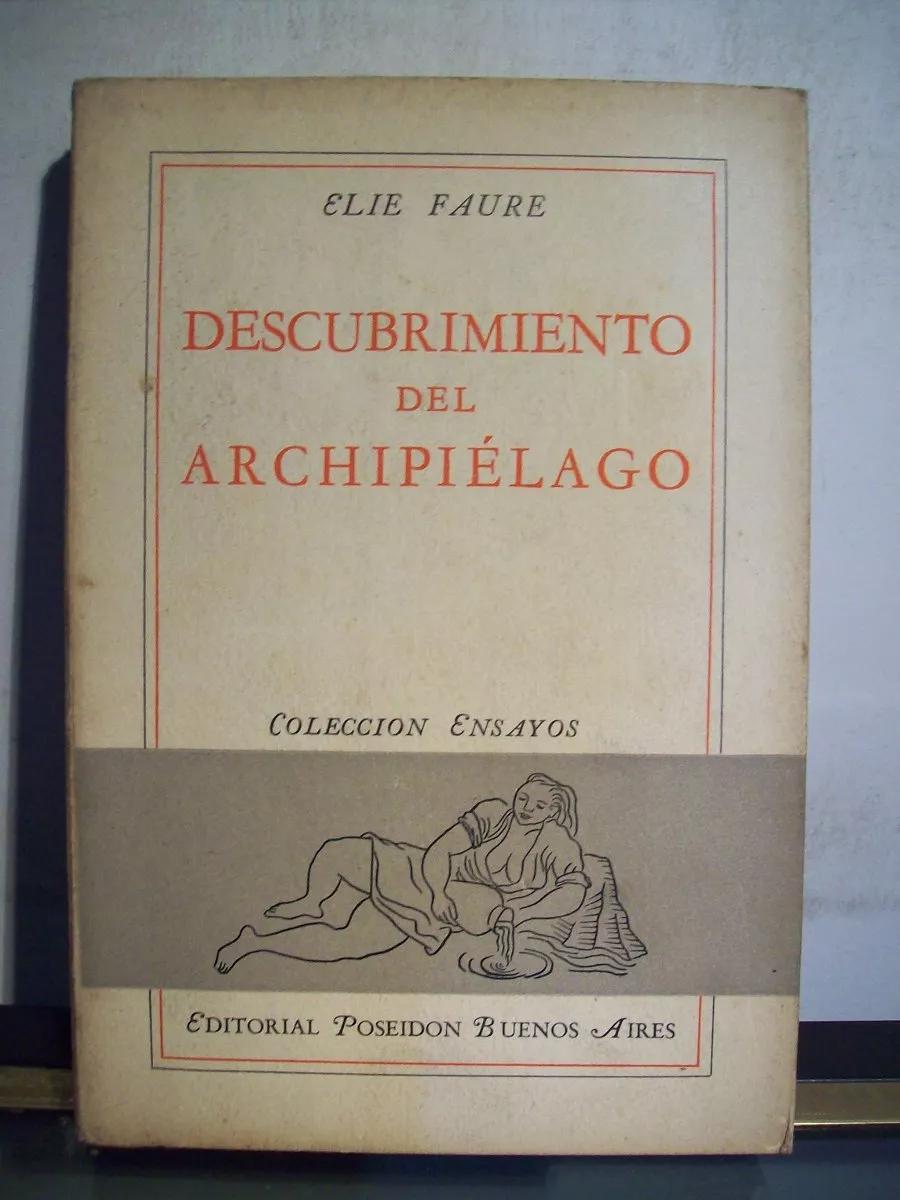 ELIE FAURE
DESCUBRIMIENTO
DEL
ARCHIPIÉLAGO
COLECCION ENSAYOS
EDITORIAL POSEIDON BUENOS AIRES